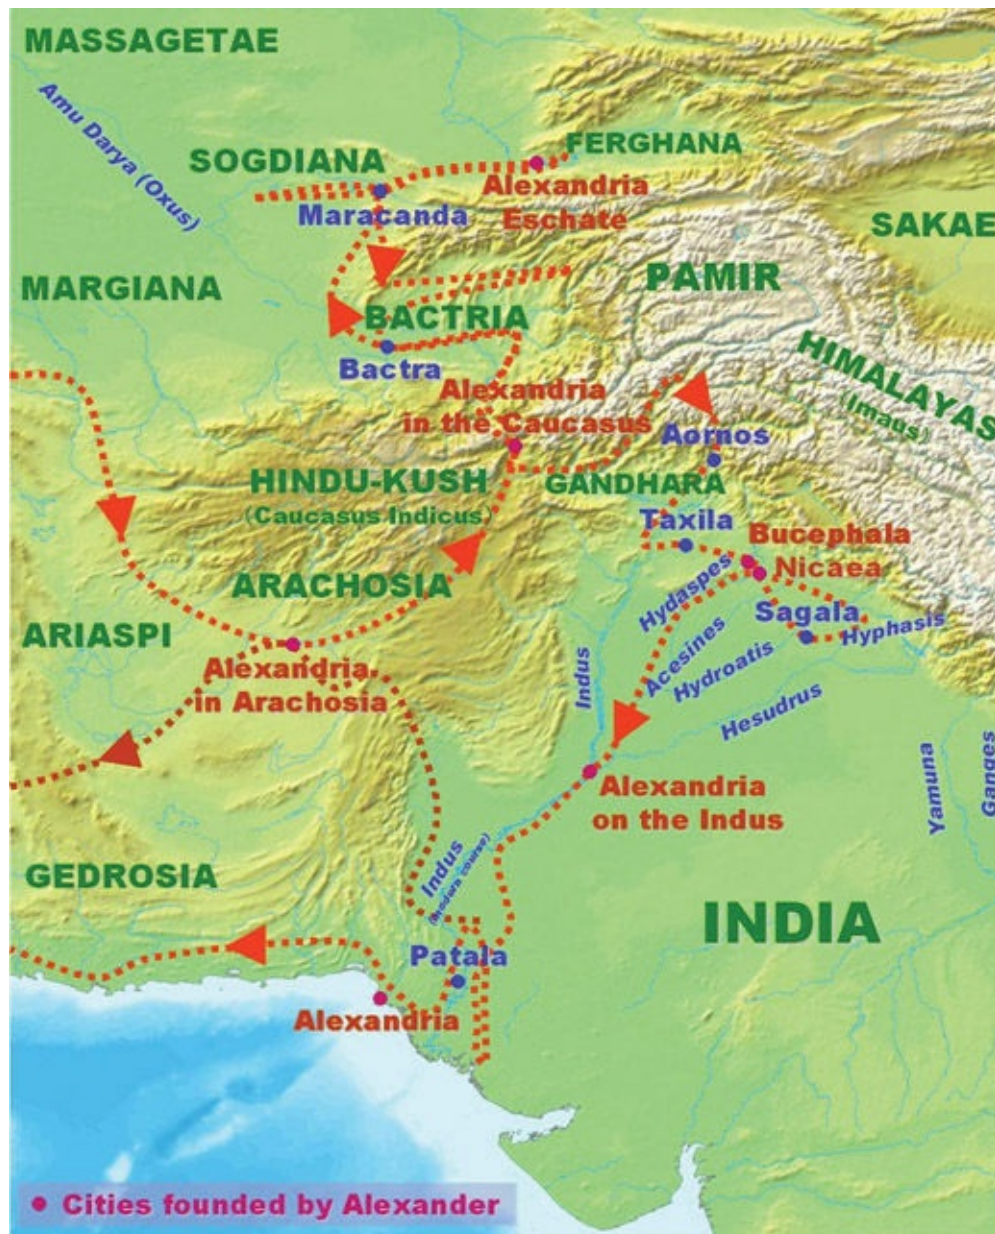 MASSAGETAE
Amu Darya (Oxus)
SOGDIANA
FERGHANA
Maracanda
Alexandria
Eschate
SAKAE
MARGIANA
PAMIR
BACTRIA
Bactra
HIMALAYAS
(Imaus)
Alexandria
in the Caucasus
Aornos
HINDU-KUSH
(Caucasus Indicus)
GANDHARA
Taxila
Bucephala
Nicaea
ARACHOSIA
Hydaspes
Sagala
Hyphasis
ARIASPI
Acesines
Hydroatis
Alexandria
in Arachosia
Indus
Hesudrus
Alexandria
on the Indus
Yamuna
Ganges
GEDROSIA
Indus
(modern course)
INDIA
Patala
Alexandria
Cities founded by Alexander